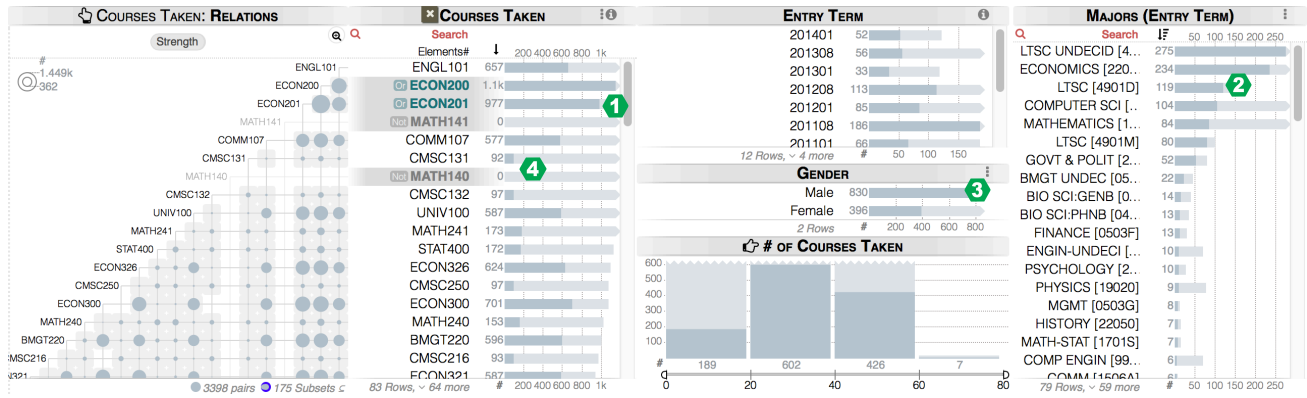 Courses Taken: Relations
Strength
#
1.449k
362
ENGL101
ECON200
ECON201
MATH141
COMM107
CMSC131
MATH140
CMSC132
UNIV100
MATH241
STAT400
ECON326
CMSC250
ECON300
MATH240
BMGT220
CMSC216
ECON321
3398 pairs 175 Subsets ⊆
Courses Taken
Search
Elements# 200 400 600 800 1k
ENGL101 657
Or ECON200 1.1k
Or ECON201 977
1
Not MATH141 0
COMM107 577
CMSC131 92
4
Not MATH140 0
CMSC132 97
UNIV100 587
MATH241 173
STAT400 172
ECON326 624
CMSC250 97
ECON300 701
MATH240 153
BMGT220 596
CMSC216 93
ECON321 587
83 Rows, 64 more # 200 400 600 800 1k
Entry Term
201401 52
201308 56
201301 33
201208 113
201201 85
201108 186
201101 66
12 Rows, 4 more # 50 100 150
Gender
Male 830
3
Female 396
2 Rows # 200 400 600 800
# of Courses Taken
600
500
400
300
200
100
# 189 602 426 7
0 20 40 60 80
Majors (Entry Term)
Search 50 100 150 200 250
LTSC UNDECID [4... 275
ECONOMICS [220... 234
LTSC [4901D] 119
2
COMPUTER SCI [... 104
MATHEMATICS [1... 84
LTSC [4901M] 80
GOVT & POLIT [2... 52
BMGT UNDEC [05... 22
BIO SCI:GENB [0... 14
BIO SCI:PHNB [04... 13
FINANCE [0503F] 13
ENGIN-UNDECI [... 10
PSYCHOLOGY [2... 10
PHYSICS [19020] 9
MGMT [0503G] 8
HISTORY [22050] 7
MATH-STAT [1701S] 7
COMP ENGIN [99... 6
COMM [1506A] 6
79 Rows, 59 more # 50 100 150 200 250